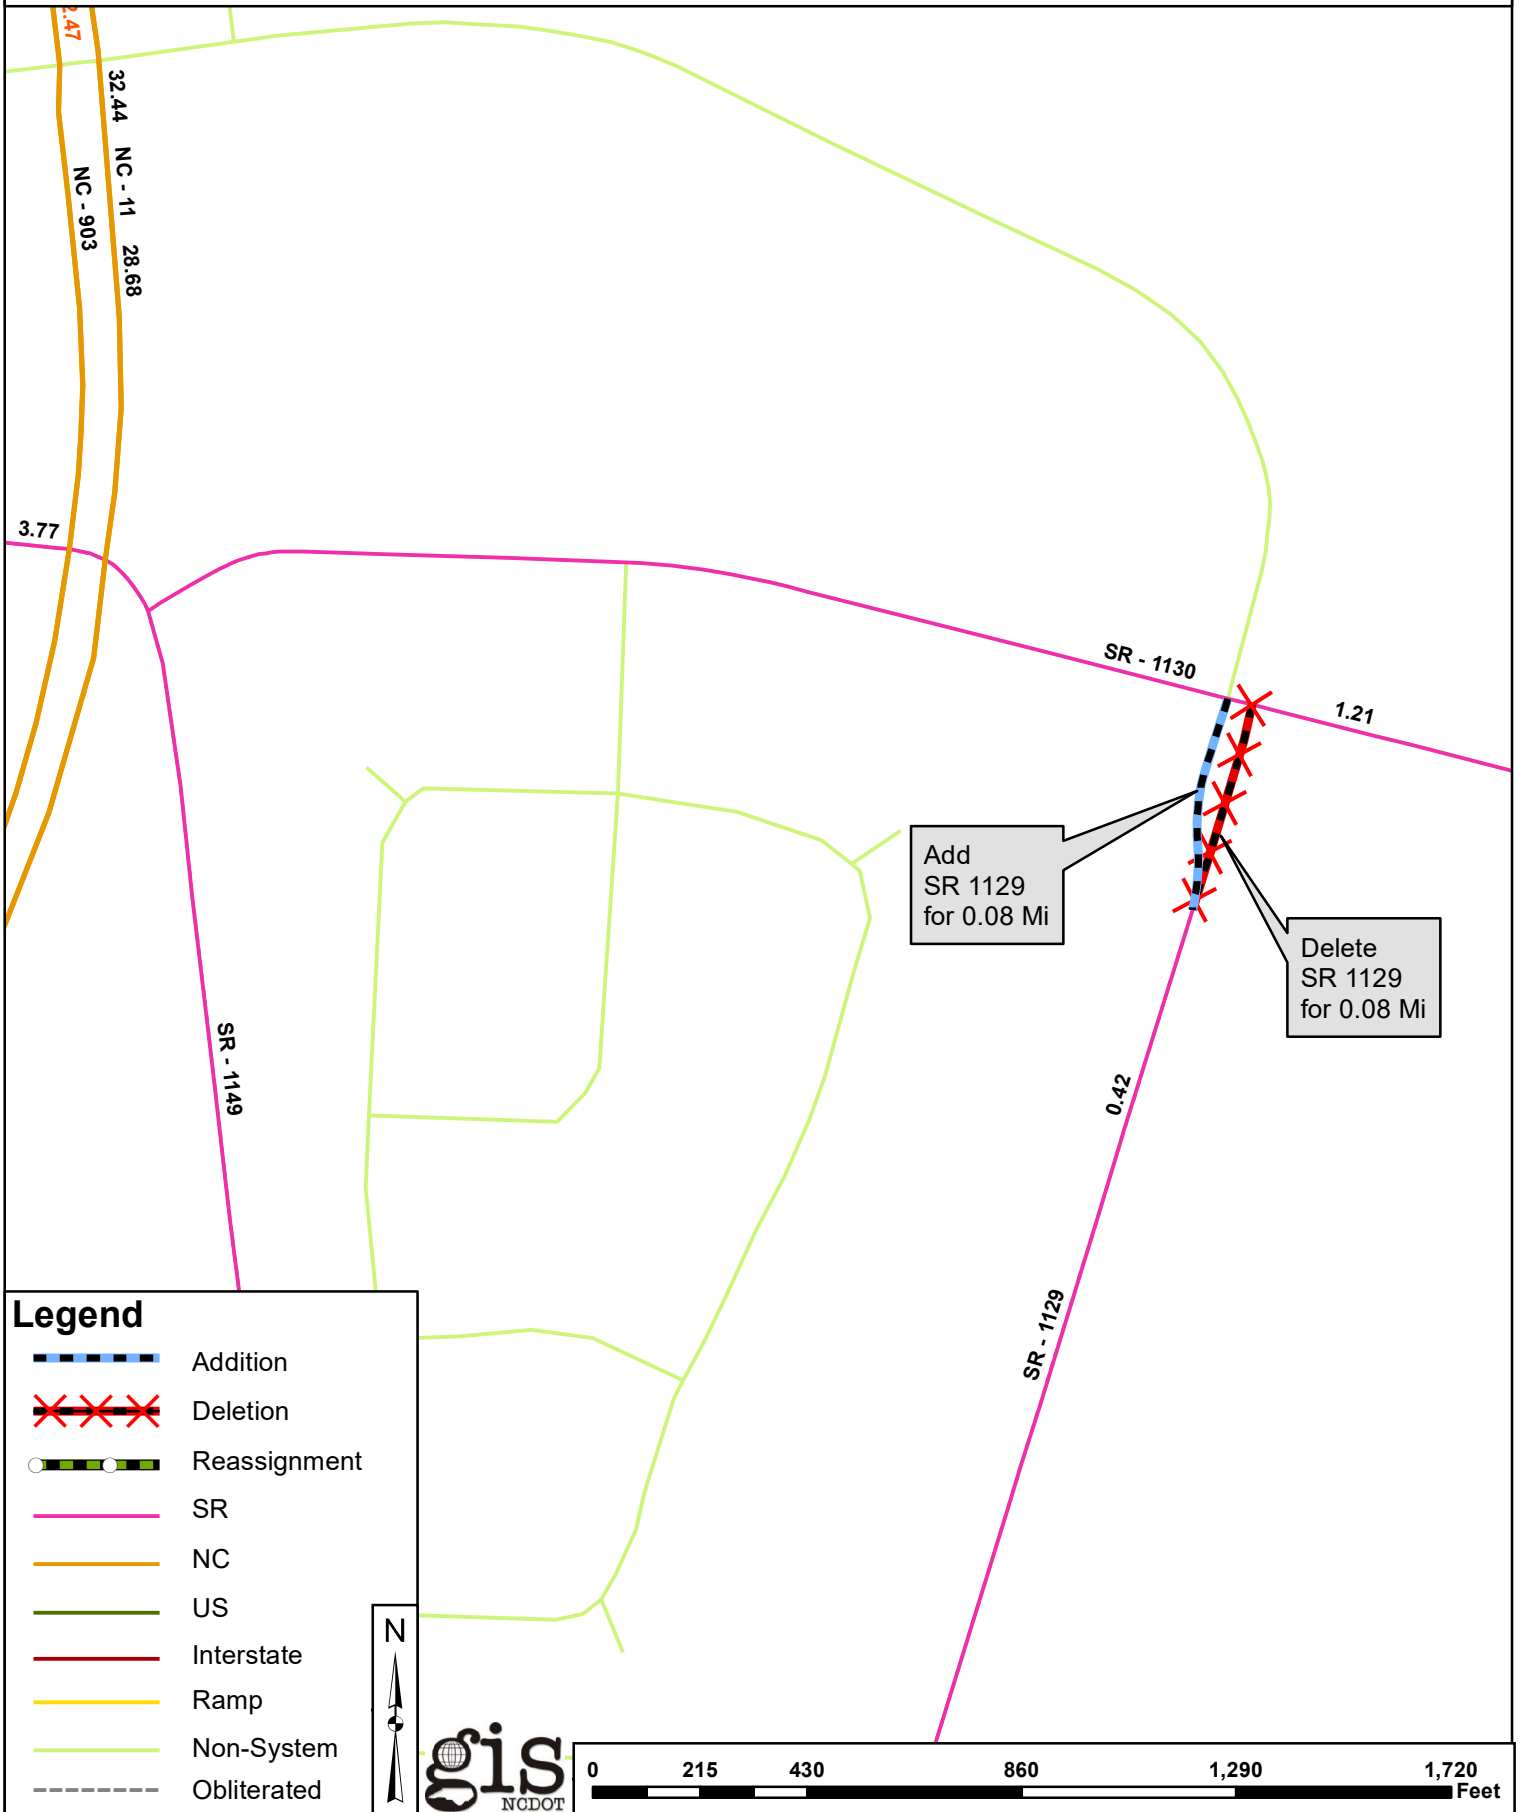 .47
32.44 NC - 11 28.68
NC - 903
3.77
SR - 1130
1.21
Add
SR 1129
for 0.08 Mi
Delete
SR 1129
for 0.08 Mi
SR - 1149
0.42
SR - 1129
Legend
Addition
Deletion
Reassignment
SR
NC
US
Interstate
Ramp
Non-System
Obliterated
N
gis
NCDOT
0 215 430 860 1,290 1,720
Feet